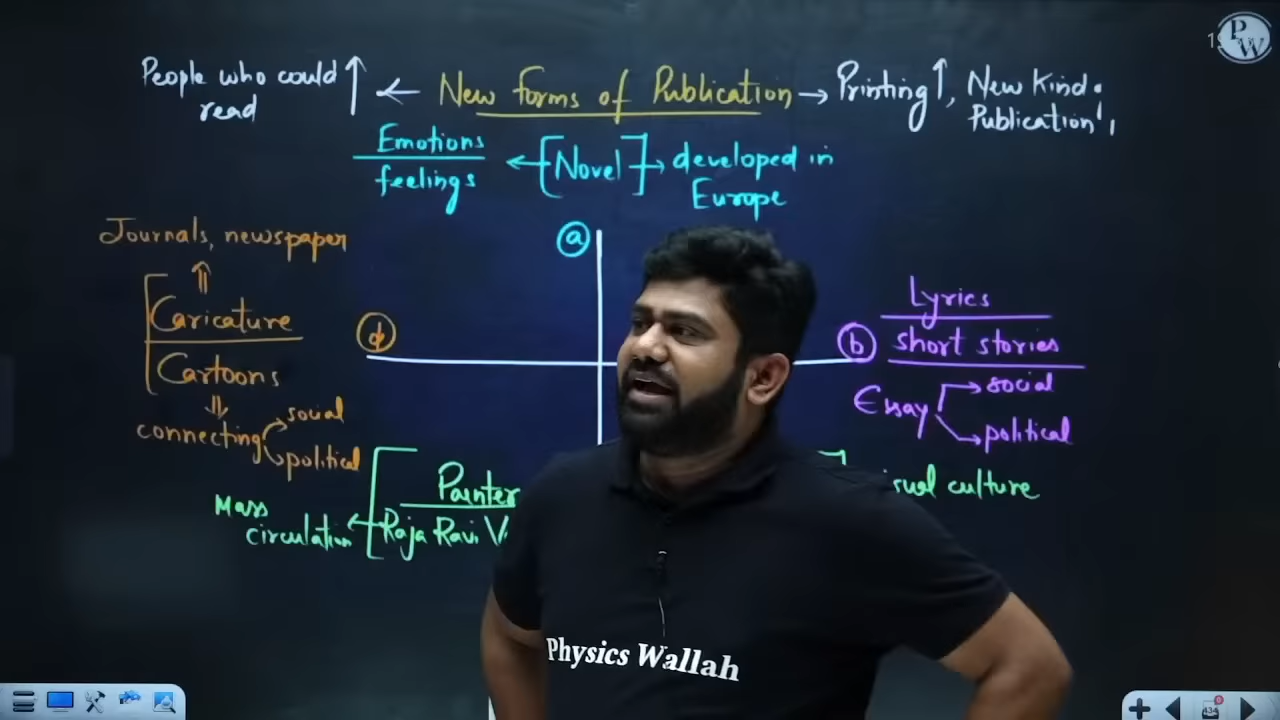 People who could
read
New forms of Publication
Printing, New Kind
Publication
Emotions
feelings
[Novel]
developed in
Europe
Journals, newspaper
a
Caricature
Cartoons
d
connecting
social
political
b
Lyrics
short stories
Essay
social
political
Painter
Raja Ravi
culture
Mass
circulation
Physics Wallah
PW
434